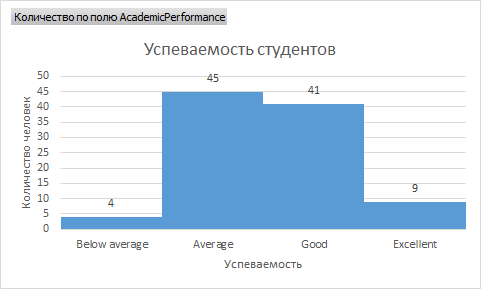 Количество по полю AcademicPerformance
Успеваемость студентов
Количество человек
50
45
40
35
30
25
20
15
10
5
0
4
45
41
9
Below average
Average
Good
Excellent
Успеваемость